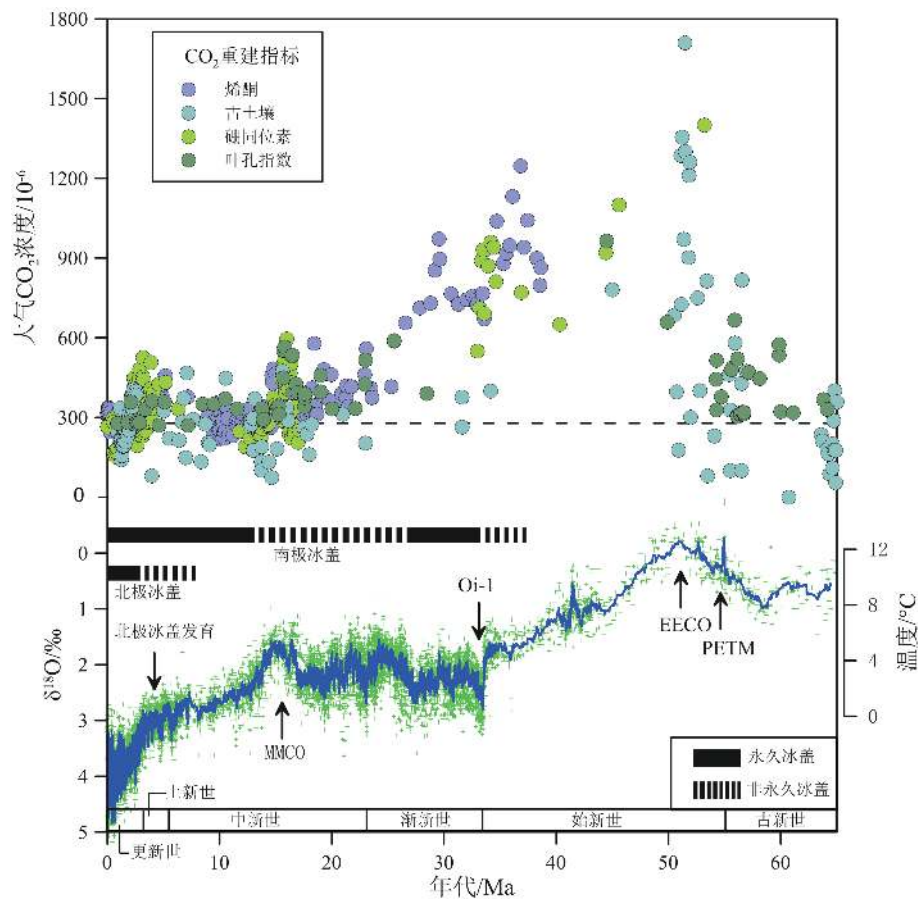 1800
1500
1200
900
600
300
0
大气CO₂浓度/10⁻⁶
CO₂重建指标
烯酮
古土壤
硼同位素
叶孔指数
南极冰盖
北极冰盖
北极冰盖发育
Oi-1
EECO
PETM
MMCO
0
1
2
3
4
5
δ¹⁸O/‰
12
8
4
0
温度/°C
永久冰盖
非永久冰盖
上新世
更新世
中新世
渐新世
始新世
古新世
0
10
20
30
40
50
60
年代/Ma